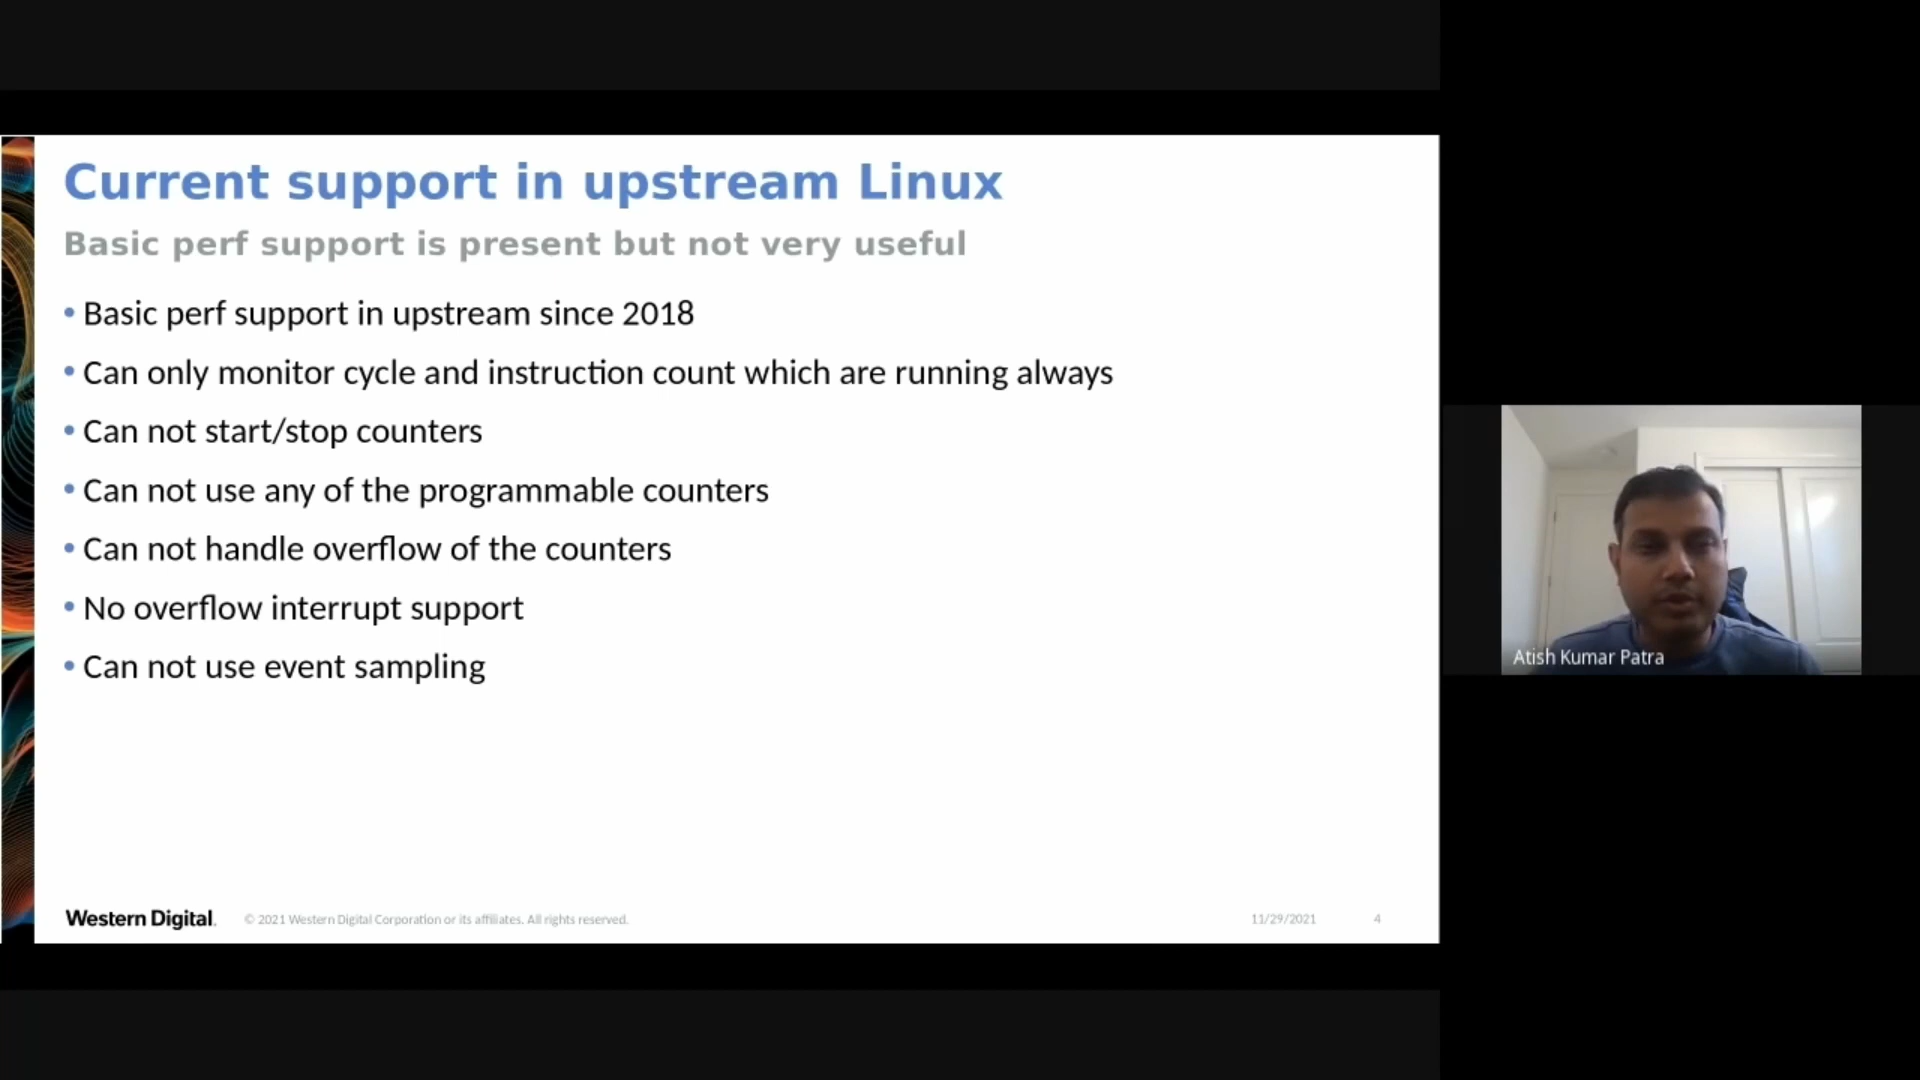 Current support in upstream Linux
Basic perf support is present but not very useful
• Basic perf support in upstream since 2018
• Can only monitor cycle and instruction count which are running always
• Can not start/stop counters
• Can not use any of the programmable counters
• Can not handle overflow of the counters
• No overflow interrupt support
• Can not use event sampling
Western Digital.
© 2021 Western Digital Corporation or its affiliates. All rights reserved.
11/29/2021
4
Atish Kumar Patra